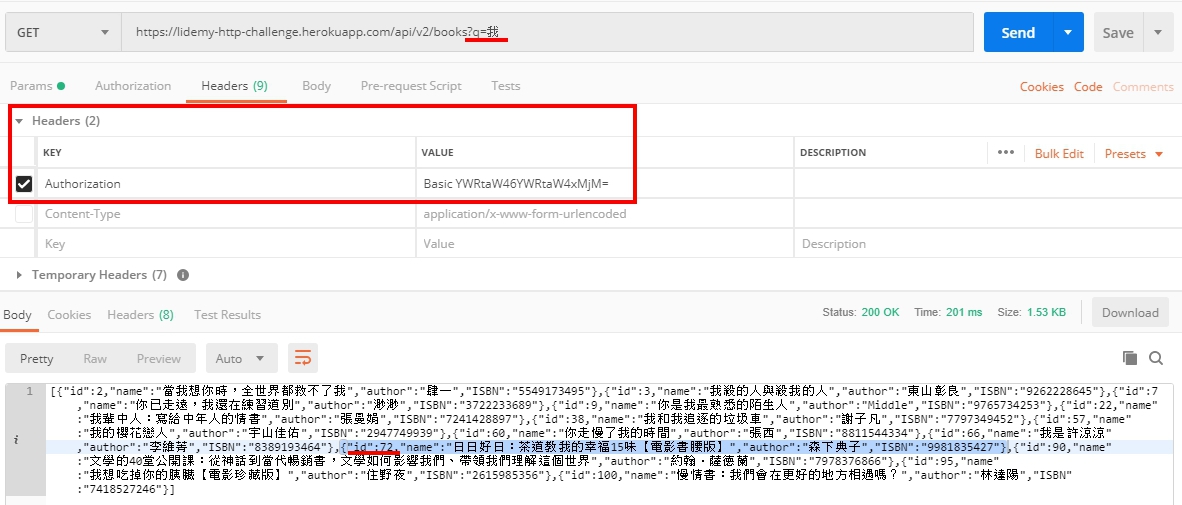 GET https://lidemy-http-challenge.herokuapp.com/api/v2/books?q=我 Send Save
Params Authorization Headers (9) Body Pre-request Script Tests Cookies Code Comments
Headers (2)
KEY VALUE DESCRIPTION ••• Bulk Edit Presets
Authorization Basic YWRtaW46YWRtaW4xMjM=
Content-Type application/x-www-form-urlencoded
Key Value Description
Temporary Headers (7) i
Body Cookies Headers (8) Test Results Status: 200 OK Time: 201 ms Size: 1.53 KB Download
Pretty Raw Preview Auto
1 [{"id":2,"name":"當我想你時，全世界都救不了我","author":"肆一","ISBN":"5549173495"},{"id":3,"name":"我殺的人與殺我的人","author":"東山彰良","ISBN":"9262228645"},{"id":7
,"name":"你已走遠，我還在練習道別","author":"渺渺","ISBN":"3722233689"},{"id":9,"name":"你是我最熟悉的陌生人","author":"Middle","ISBN":"9765734253"},{"id":22,"name"
:"我輩中人：寫給中年人的情書","author":"張曼娟","ISBN":"7241428897"},{"id":38,"name":"我和我追逐的垃圾車","author":"謝子凡","ISBN":"7797349452"},{"id":57,"name"
:"我的櫻花戀人","author":"宇山佳佑","ISBN":"2947749939"},{"id":60,"name":"你走慢了我的時間","author":"張西","ISBN":"8811544334"},{"id":66,"name":"我是許涼涼"
i ,"author":"李維菁","ISBN":"8389193464"},{"id":72,"name":"日日好日：茶道教我的幸福15味【電影書腰版】","author":"森下典子","ISBN":"9981835427"},{"id":90,"name"
:"文學的40堂公開課：從神話到當代暢銷書，文學如何影響我們、帶領我們理解這個世界","author":"約翰·薩德蘭","ISBN":"7978376866"},{"id":95,"name"
:"我想吃掉你的胰臟【電影珍藏版】","author":"住野夜","ISBN":"2615985356"},{"id":100,"name":"慢情書：我們會在更好的地方相遇嗎？","author":"林達陽","ISBN"
:"7418527246"}]